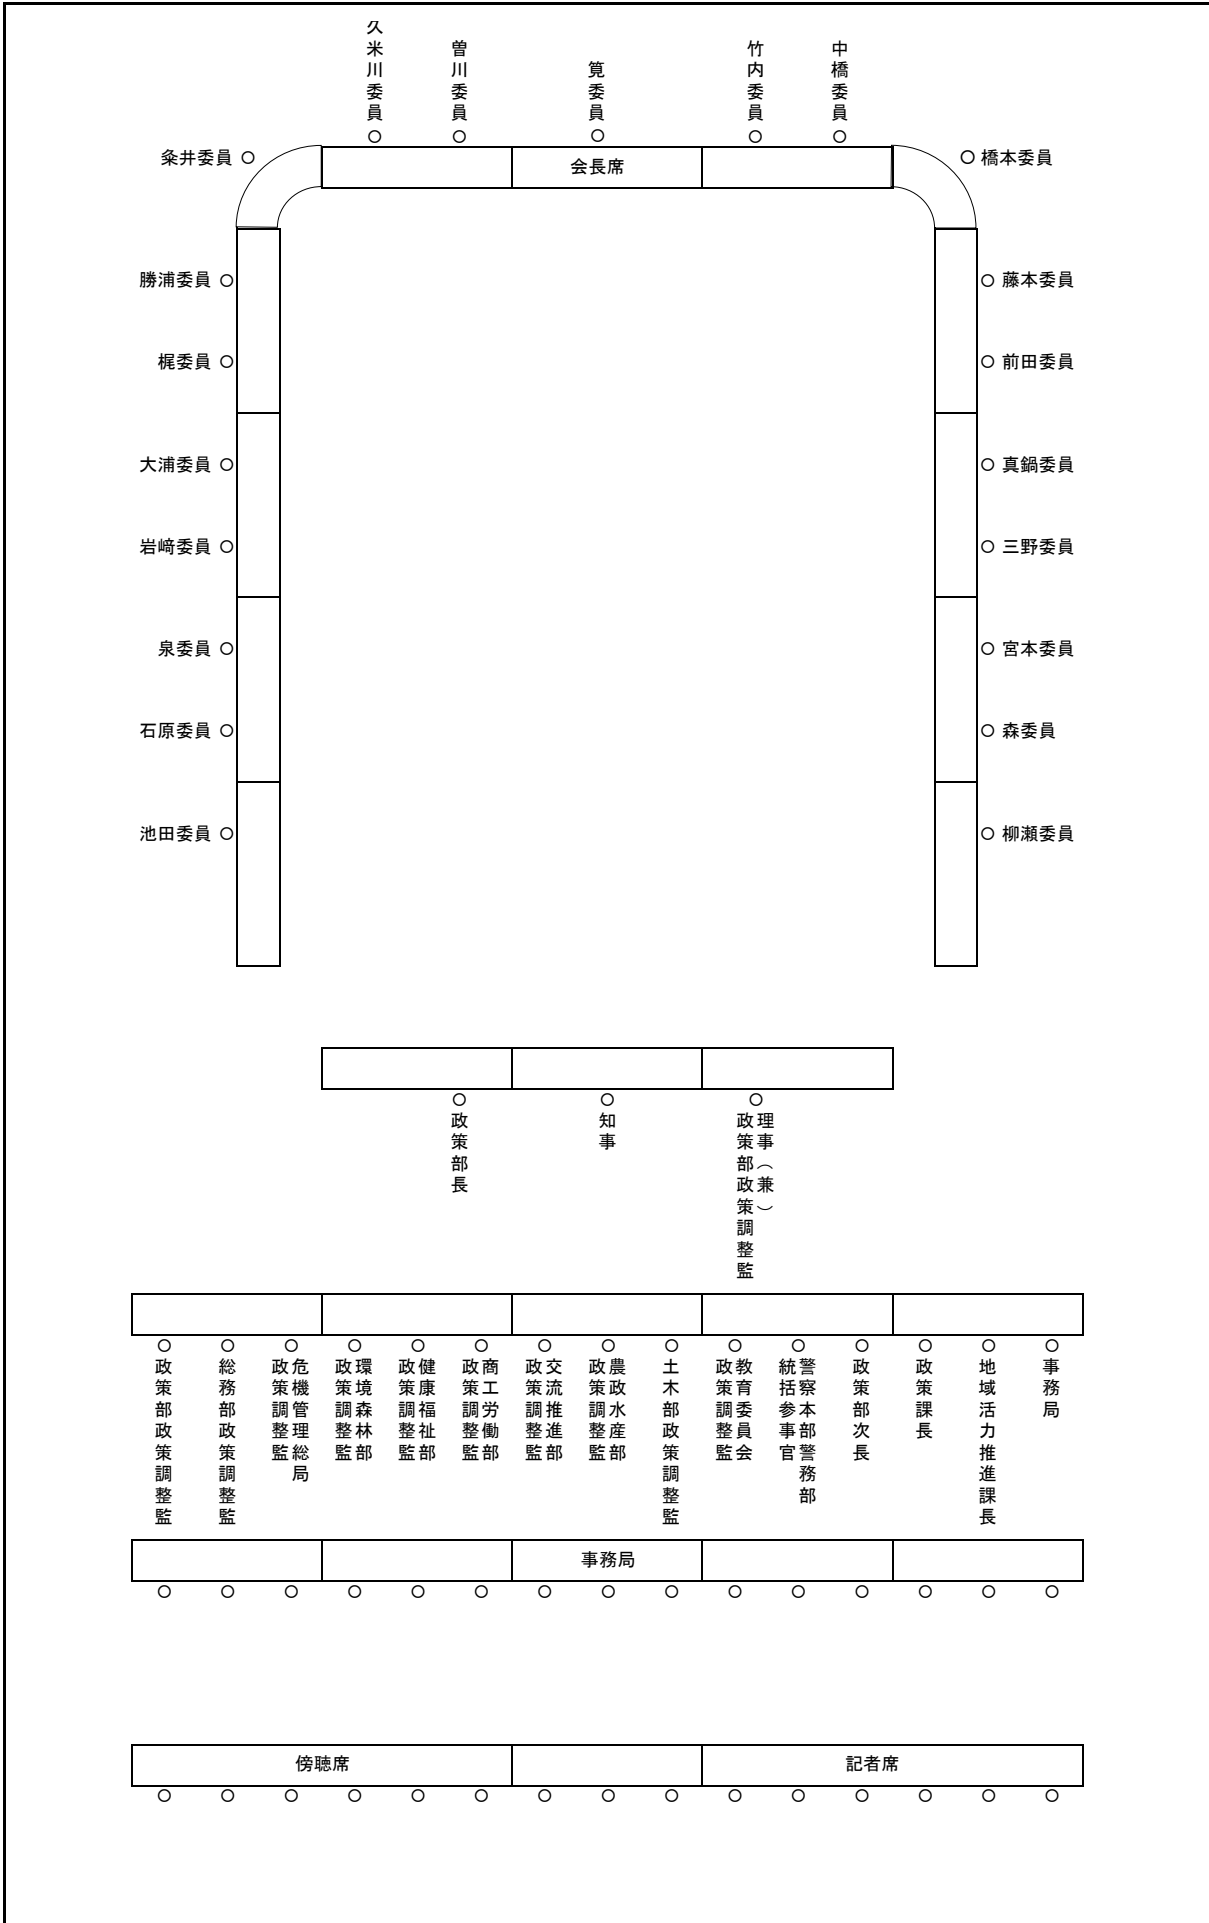 久米川委員
曽川委員
筧委員
竹内委員
中橋委員
粂井委員
橋本委員
会長席
勝浦委員
藤本委員
梶委員
前田委員
大浦委員
真鍋委員
岩﨑委員
三野委員
泉委員
宮本委員
石原委員
森委員
池田委員
柳瀬委員
政策部長
知事
理事（兼）
政策部政策調整監
政策部政策調整監
総務部政策調整監
危機管理総局
政策調整監
環境森林部
政策調整監
健康福祉部
政策調整監
商工労働部
政策調整監
交流推進部
政策調整監
農政水産部
政策調整監
土木部政策調整監
教育委員会
政策調整監
警察本部警務部
統括参事官
政策部次長
政策課長
地域活力推進課長
事務局
事務局
傍聴席
記者席